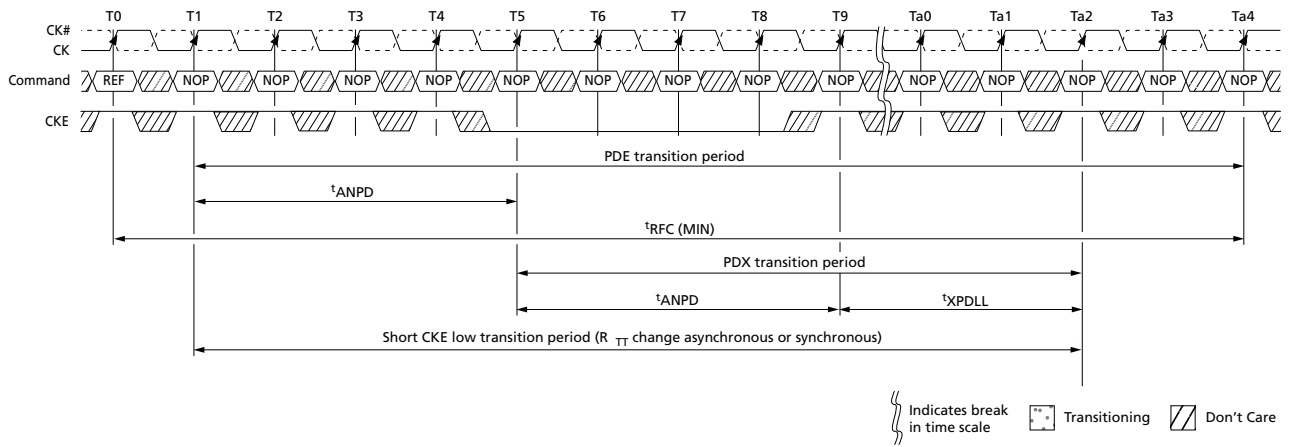 T0 T1 T2 T3 T4 T5 T6 T7 T8 T9 Ta0 Ta1 Ta2 Ta3 Ta4
CK#
CK
Command REF NOP NOP NOP NOP NOP NOP NOP NOP NOP NOP NOP NOP NOP NOP
CKE
PDE transition period
tANPD
tRFC (MIN)
PDX transition period
tANPD tXPDLL
Short CKE low transition period (R TT change asynchronous or synchronous)
Indicates break
in time scale
Transitioning Don't Care